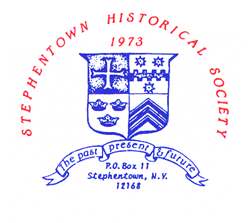 STEPHENTOWN HISTORICAL SOCIETY
1973
The past present & future
P.O. Box 11
Stephentown, N.Y.
12168